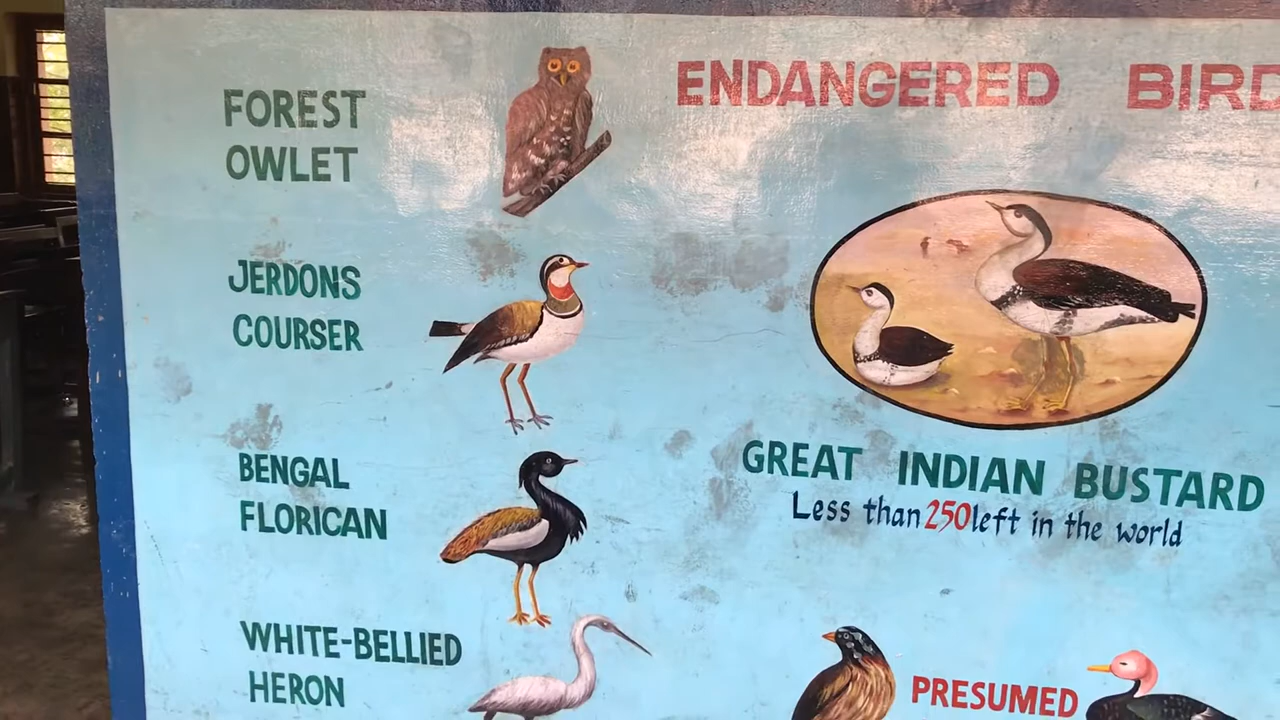 ENDANGERED BIRD
FOREST
OWLET
JERDONS
COURSER
BENGAL
FLORICAN
WHITE-BELLIED
HERON
GREAT INDIAN BUSTARD
Less than 250 left in the world
PRESUMED